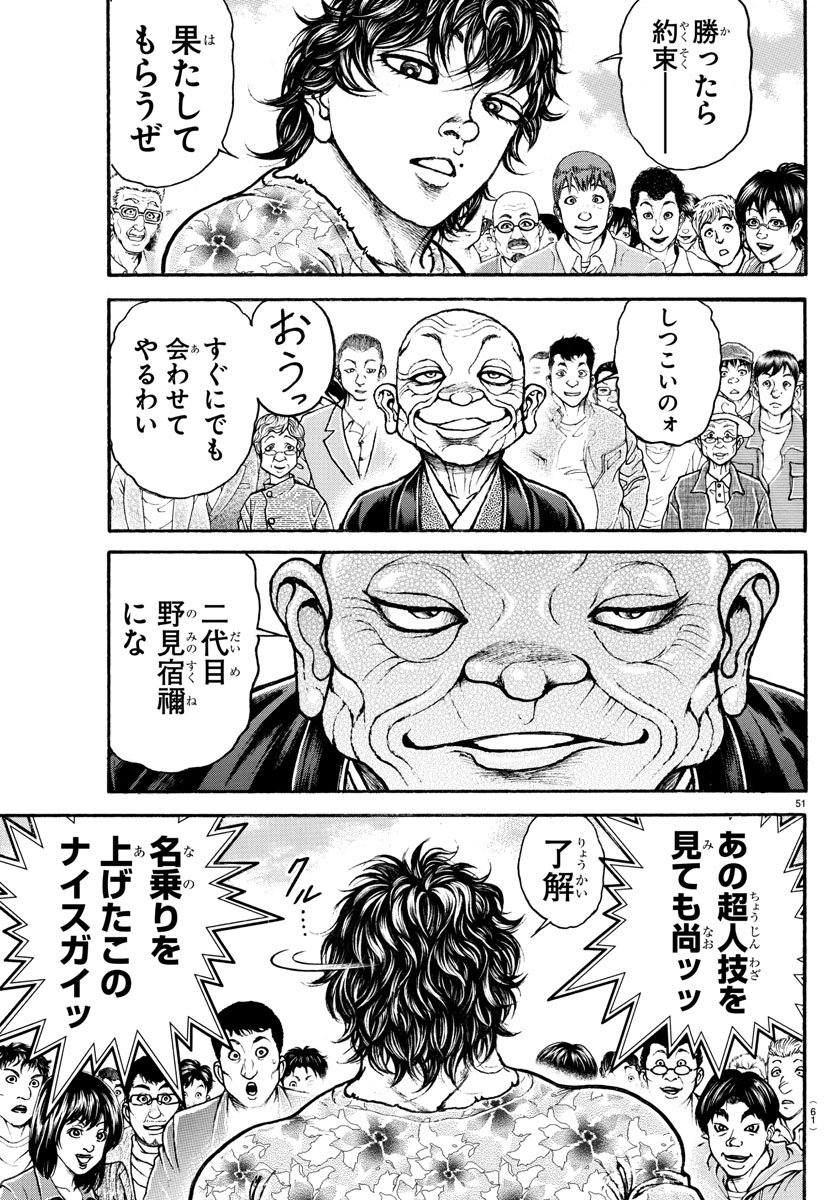 勝ったら
約束━━
果たして
もらうぜ
しつこいのォ
おうっ
すぐにでも
会わせて
やるわい
二代目
野見宿禰
にな
51
あの超人技を
見ても尚ッッ
了解
クル…
名乗りを
上げたこの
ナイスガイッ
(61)